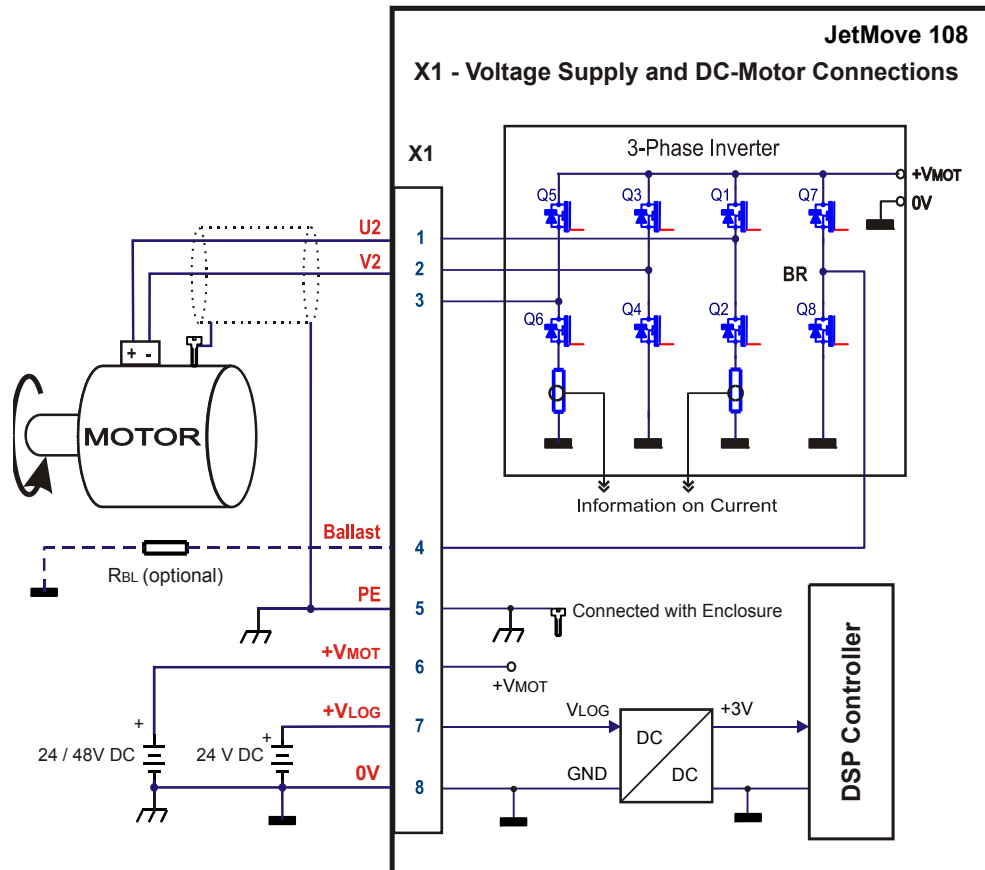 JetMove 108
X1 - Voltage Supply and DC-Motor Connections
3-Phase Inverter
X1
+VMOT
0V
Q5
Q3
Q1
Q7
U2
1
V2
2
3
BR
Q6
Q4
Q2
Q8
+ -
MOTOR
Information on Current
Ballast
4
RBL (optional)
PE
5
Connected with Enclosure
+VMOT
6
+VMOT
+VLOG
7
VLOG
+3V
+
+
24 / 48V DC
24 V DC
DC
DC
0V
8
GND
DSP Controller